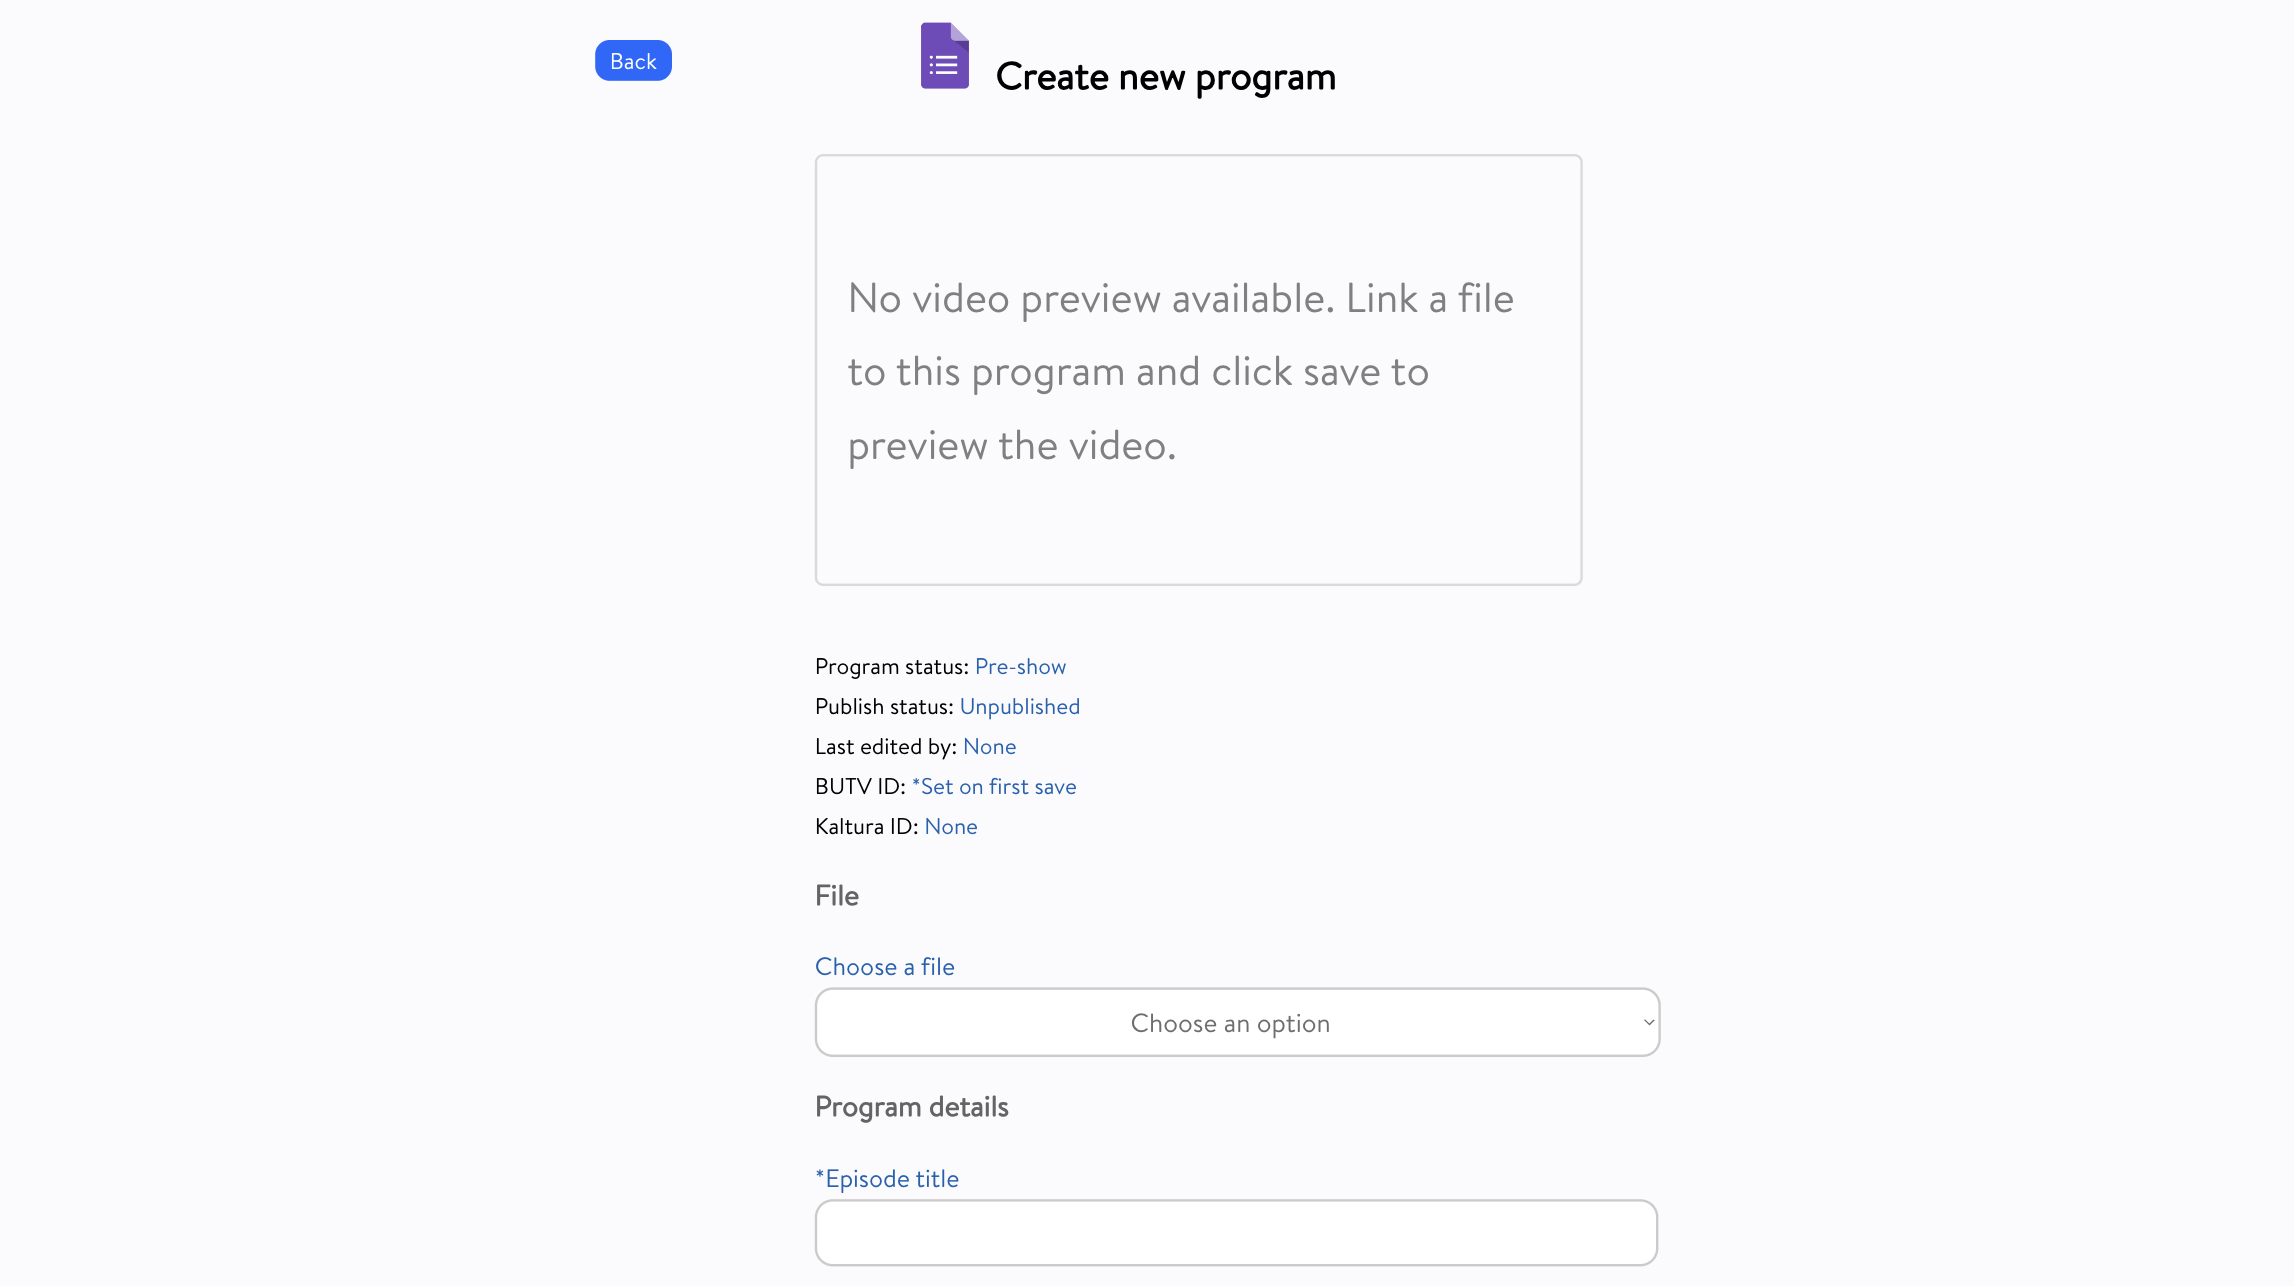 Back
Create new program
No video preview available. Link a file
to this program and click save to
preview the video.
Program status: Pre-show
Publish status: Unpublished
Last edited by: None
BUTV ID: *Set on first save
Kaltura ID: None
File
Choose a file
Choose an option
Program details
*Episode title